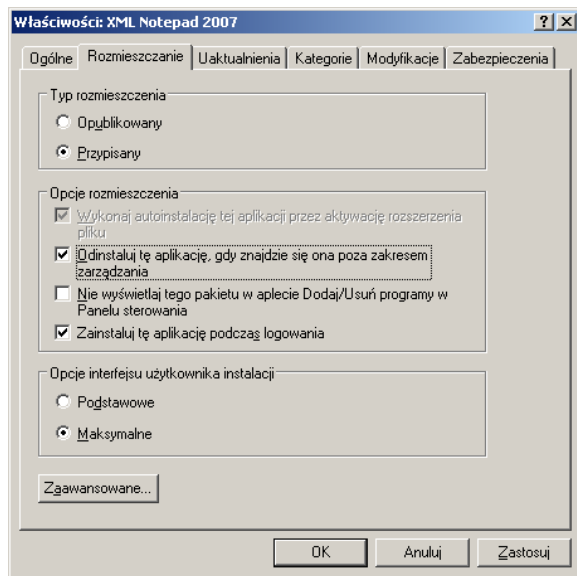 Właściwości: XML Notepad 2007
Ogólne Rozmieszczanie Uaktualnienia Kategorie Modyfikacje Zabezpieczenia
Typ rozmieszczenia
Opublikowany
Przypisany
Opcje rozmieszczenia
Wykonaj autoinstalację tej aplikacji przez aktywację rozszerzenia
pliku
Odinstaluj tę aplikację, gdy znajdzie się ona poza zakresem
zarządzania
Nie wyświetlaj tego pakietu w aplecie Dodaj/Usuń programy w
Panelu sterowania
Zainstaluj tę aplikację podczas logowania
Opcje interfejsu użytkownika instalacji
Podstawowe
Maksymalne
Zaawansowane...
OK Anuluj Zastosuj